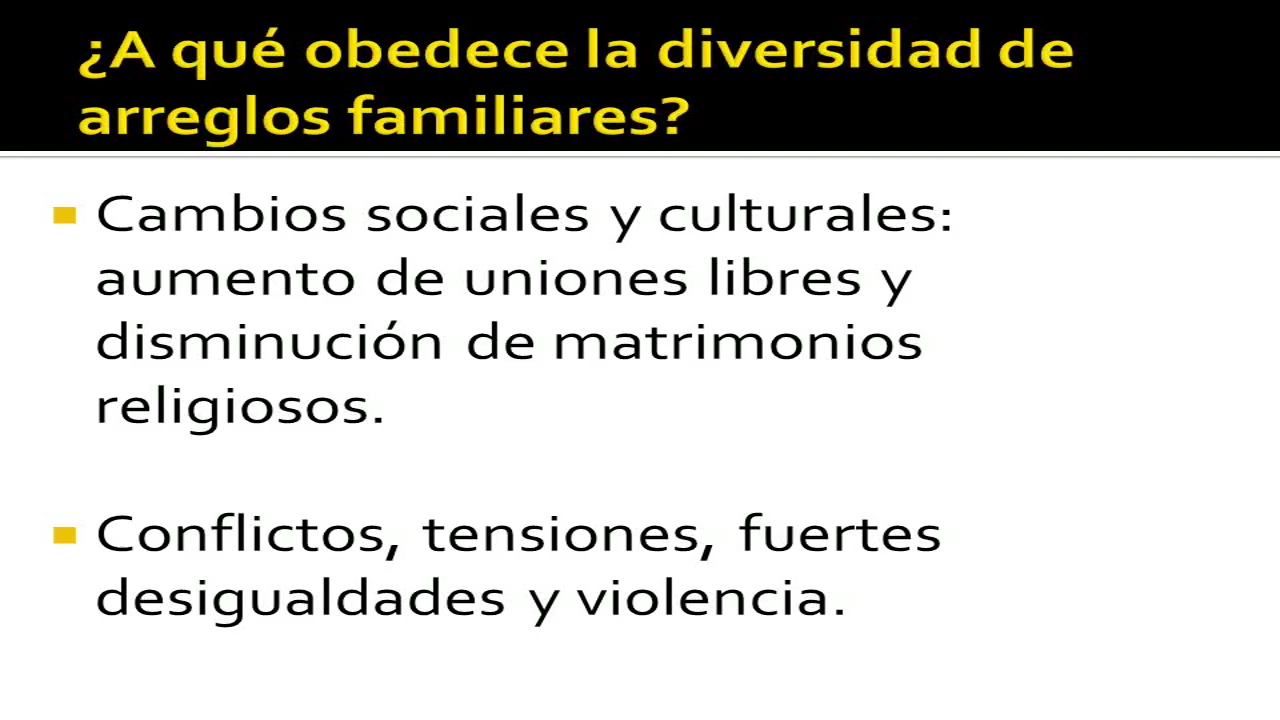 ¿A qué obedece la diversidad de
arreglos familiares?
Cambios sociales y culturales:
aumento de uniones libres y
disminución de matrimonios
religiosos.
Conflictos, tensiones, fuertes
desigualdades y violencia.